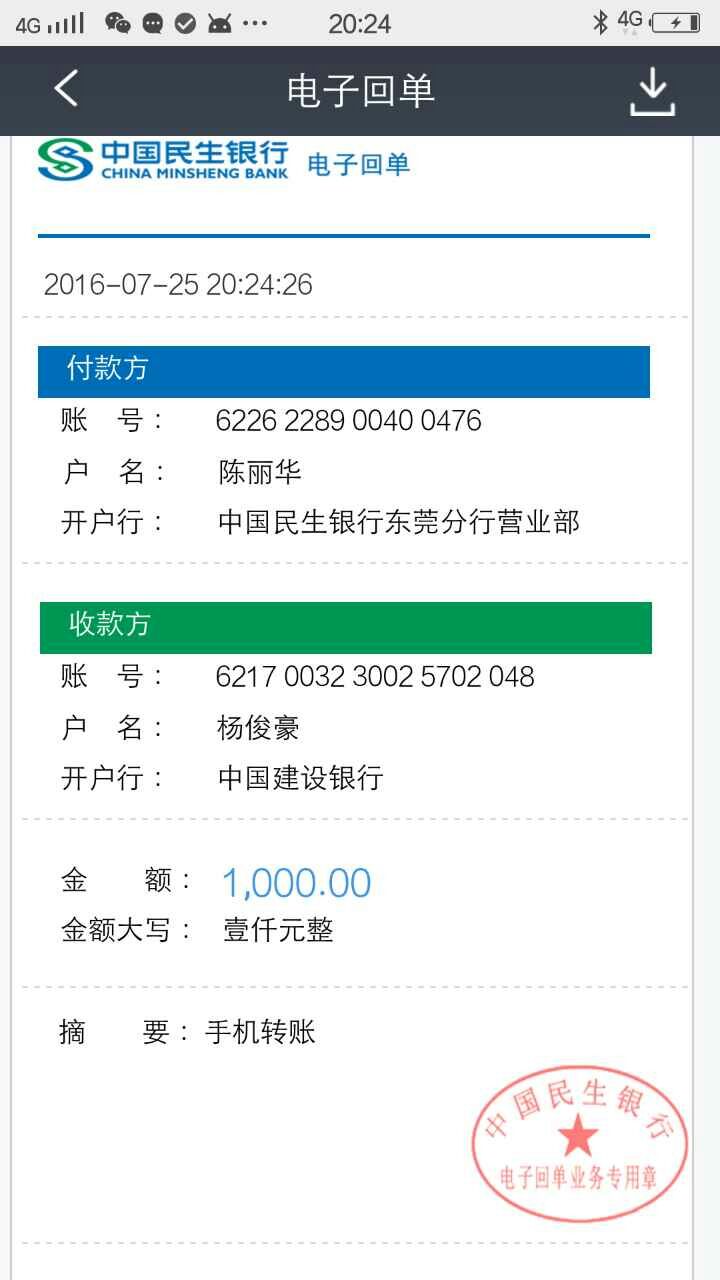 4G 20:24 4G
电子回单
中国民生银行 电子回单
CHINA MINSHENG BANK
2016-07-25 20:24:26
付款方
账 号： 6226 2289 0040 0476
户 名： 陈丽华
开户行： 中国民生银行东莞分行营业部
收款方
账 号： 6217 0032 3002 5702 048
户 名： 杨俊豪
开户行： 中国建设银行
金 额： 1,000.00
金额大写： 壹仟元整
摘 要： 手机转账
中国民生银行
电子回单业务专用章